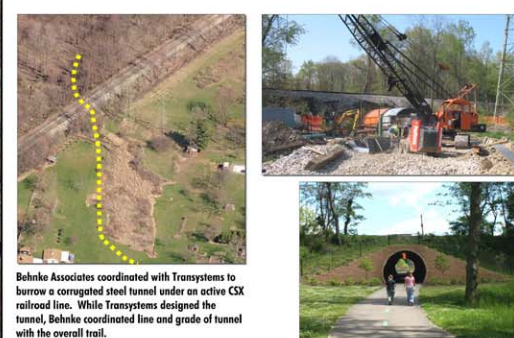 Behnke Associates coordinated with Transystems to
burrow a corrugated steel tunnel under an active CSX
railroad line. While Transystems designed the
tunnel, Behnke coordinated line and grade of tunnel
with the overall trail.